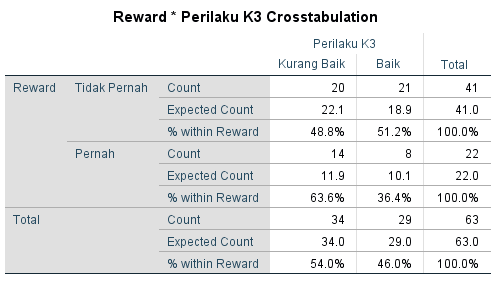 Reward * Perilaku K3 Crosstabulation
Perilaku K3
Kurang Baik Baik Total
Reward Tidak Pernah Count 20 21 41
Expected Count 22.1 18.9 41.0
% within Reward 48.8% 51.2% 100.0%
Pernah Count 14 8 22
Expected Count 11.9 10.1 22.0
% within Reward 63.6% 36.4% 100.0%
Total Count 34 29 63
Expected Count 34.0 29.0 63.0
% within Reward 54.0% 46.0% 100.0%